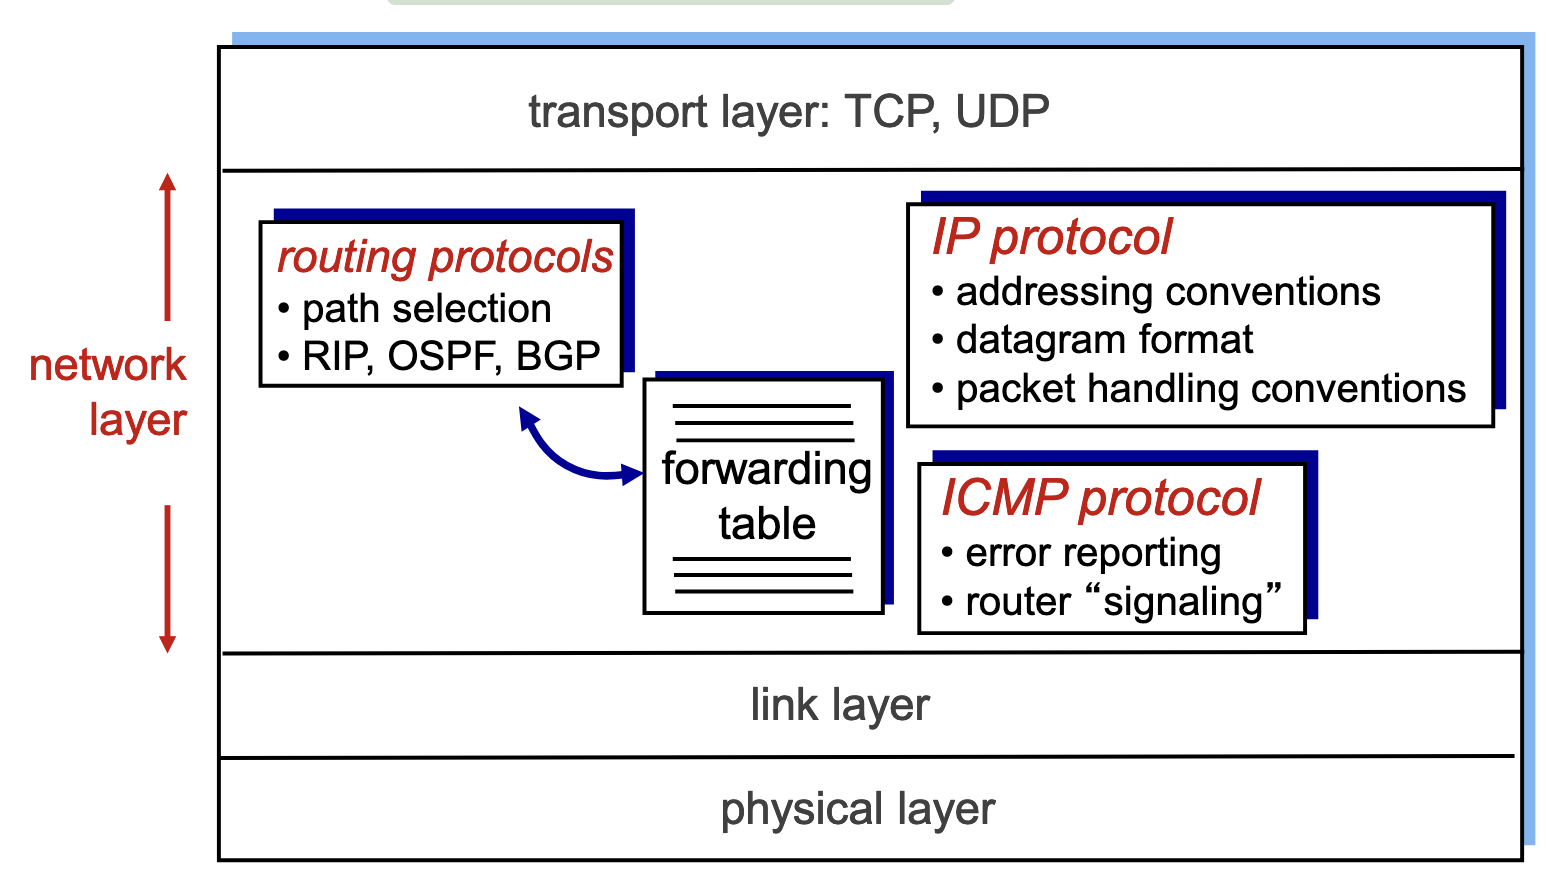 transport layer: TCP, UDP
network
layer
routing protocols
• path selection
• RIP, OSPF, BGP
forwarding
table
IP protocol
• addressing conventions
• datagram format
• packet handling conventions
ICMP protocol
• error reporting
• router “signaling”
link layer
physical layer